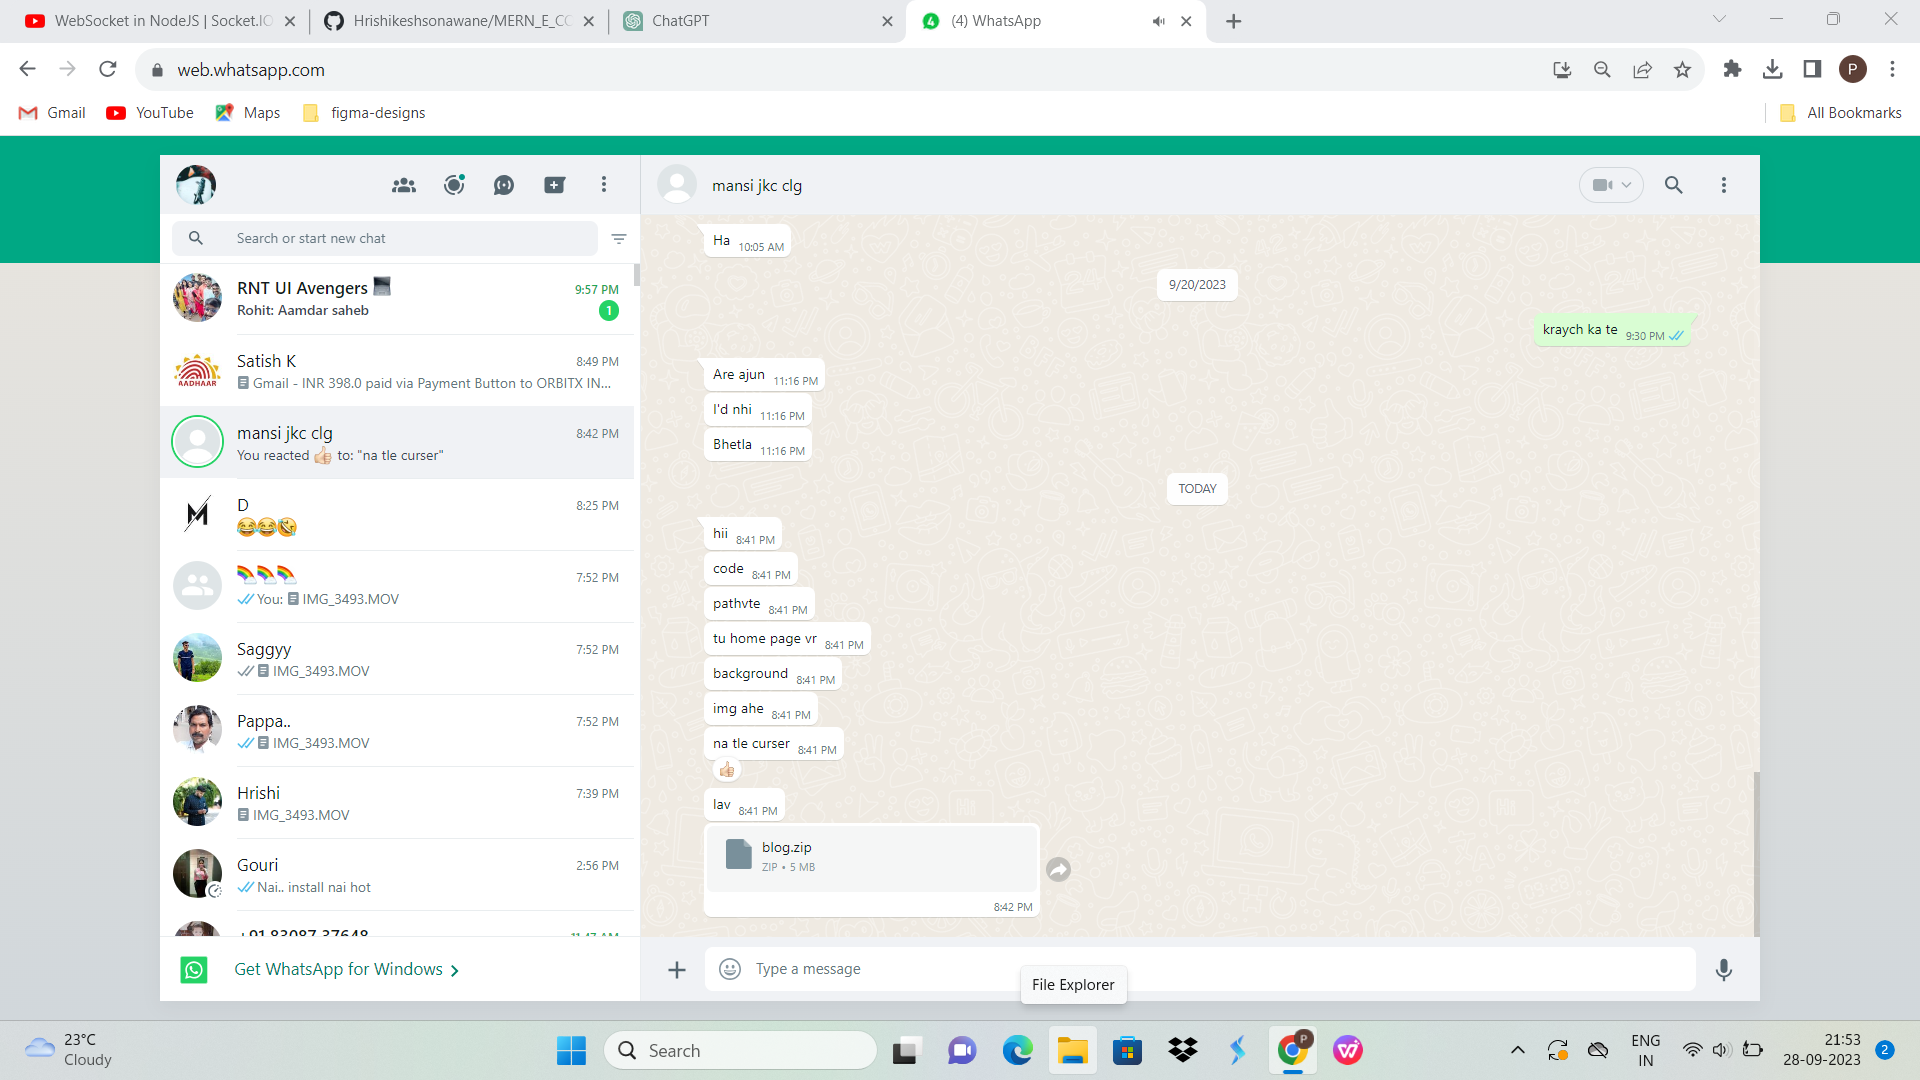 WebSocket in NodeJS | Socket.IO
Hrishikeshsonawane/MERN_E_CO
ChatGPT
(4) WhatsApp
web.whatsapp.com
P
Gmail
YouTube
Maps
figma-designs
All Bookmarks
mansi jkc clg
Search or start new chat
RNT UI Avengers
9:57 PM
Rohit: Aamdar saheb
1
Satish K
8:49 PM
AADHAAR
Gmail - INR 398.0 paid via Payment Button to ORBITX IN...
mansi jkc clg
8:42 PM
You reacted 👍🏻 to: "na tle curser"
D
8:25 PM
😂😂🤣
🌈🌈🌈
7:52 PM
You: IMG_3493.MOV
Saggyy
7:52 PM
IMG_3493.MOV
Pappa..
7:52 PM
IMG_3493.MOV
Hrishi
7:39 PM
IMG_3493.MOV
Gouri
2:56 PM
Nai.. install nai hot
+91 83087 37648
11:47 AM
Get WhatsApp for Windows
Ha 10:05 AM
9/20/2023
kraych ka te 9:30 PM
Are ajun 11:16 PM
I'd nhi 11:16 PM
Bhetla 11:16 PM
TODAY
hii 8:41 PM
code 8:41 PM
pathvte 8:41 PM
tu home page vr 8:41 PM
background 8:41 PM
img ahe 8:41 PM
na tle curser 8:41 PM
👍🏻
lav 8:41 PM
blog.zip
ZIP • 5 MB
8:42 PM
Type a message
File Explorer
23°C
Cloudy
Search
P
ENG
IN
21:53
28-09-2023
2